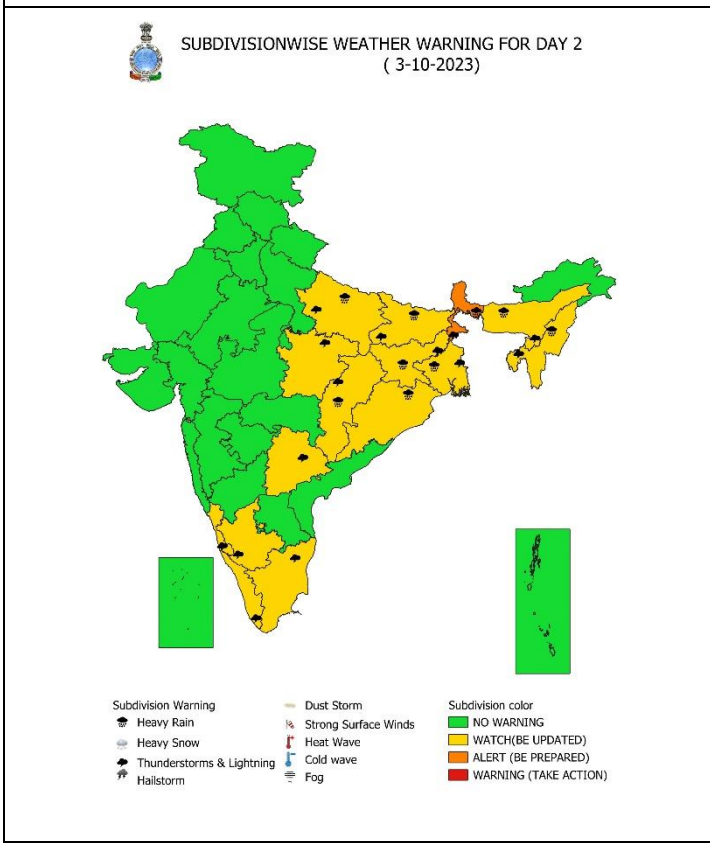 SUBDIVISIONWISE WEATHER WARNING FOR DAY 2
( 3-10-2023)
Subdivision Warning
Heavy Rain
Heavy Snow
Thunderstorms & Lightning
Hailstorm
Dust Storm
Strong Surface Winds
Heat Wave
Cold wave
Fog
Subdivision color
NO WARNING
WATCH(BE UPDATED)
ALERT (BE PREPARED)
WARNING (TAKE ACTION)